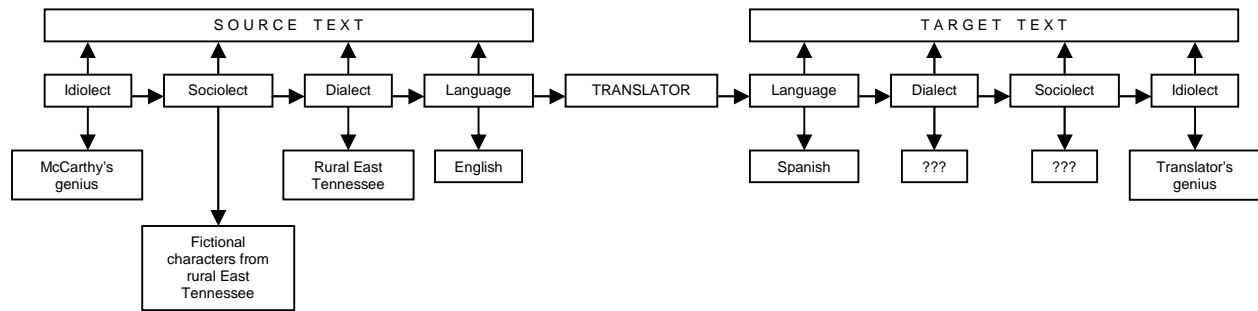 SOURCE TEXT
TARGET TEXT
Idiolect
Sociolect
Dialect
Language
TRANSLATOR
Language
Dialect
Sociolect
Idiolect
McCarthy's
genius
Rural East
Tennessee
English
Spanish
???
???
Translator's
genius
Fictional
characters from
rural East
Tennessee